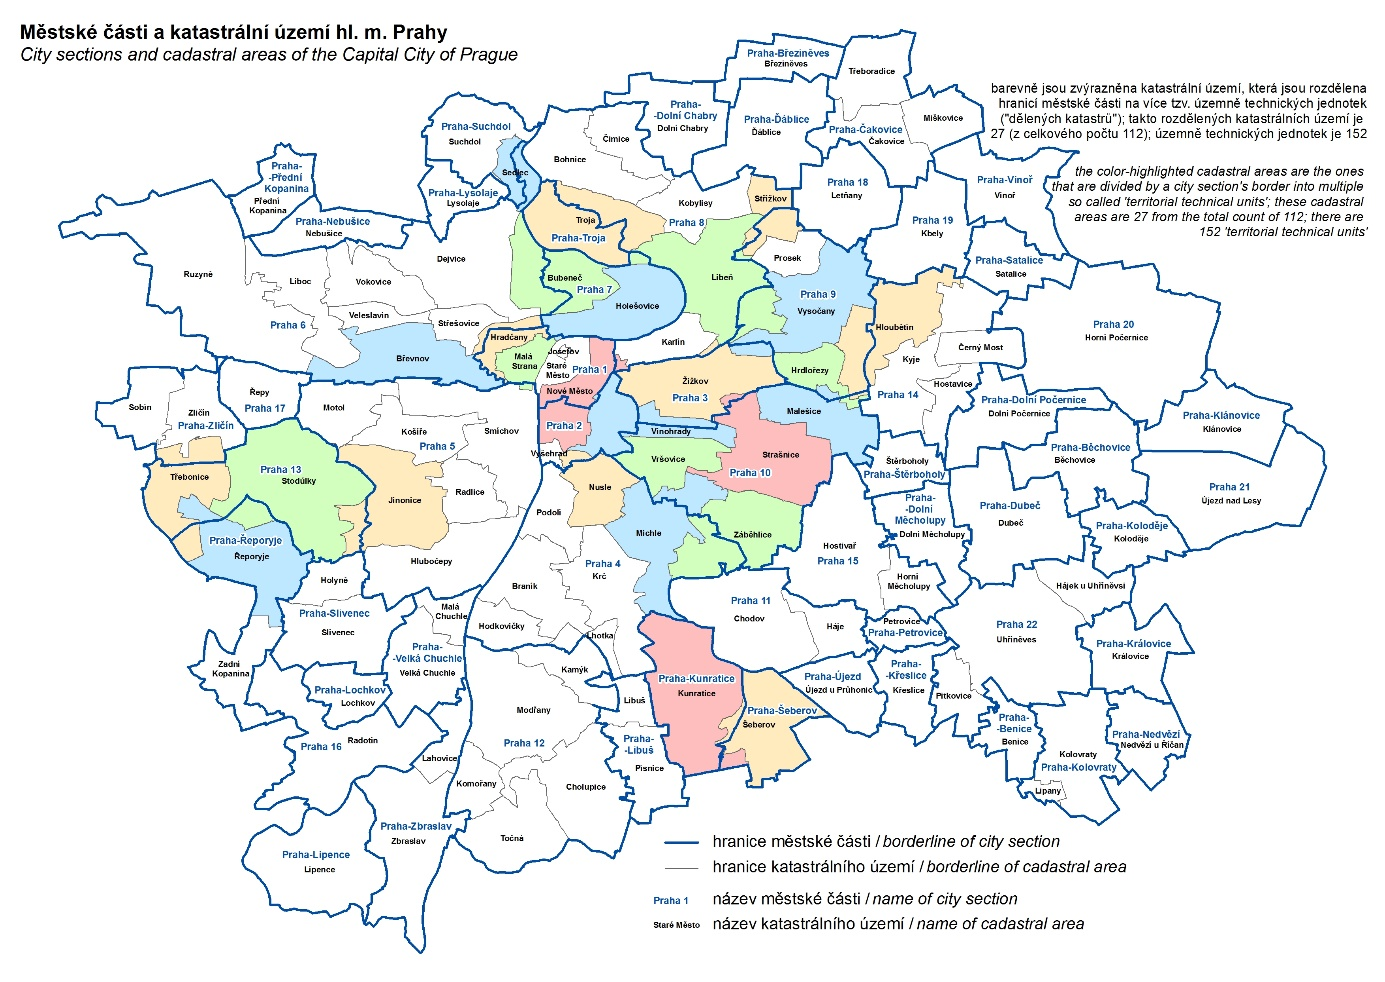 Městské části a katastrální území hl. m. Prahy
City sections and cadastral areas of the Capital City of Prague
barevně jsou zvýrazněna katastrální území, která jsou rozdělena
hranicí městské části na více tzv. územně technických jednotek
("dělených katastrů"); takto rozdělených katastrálních území je
27 (z celkového počtu 112); územně technických jednotek je 152
the color-highlighted cadastral areas are the ones
that are divided by a city section's border into multiple
so called 'territorial technical units'; these cadastral
areas are 27 from the total count of 112; there are
152 'territorial technical units'
Praha-Březiněves
Březiněves
Třeboradice
Praha-
-Dolní Chabry
Dolní Chabry
Praha-Ďáblice
Ďáblice
Miškovice
Praha-Čakovice
Čakovice
Praha-Suchdol
Suchdol
Čimice
Bohnice
Sedlec
Praha-
-Přední
Kopanina
Přední
Kopanina
Praha-Lysolaje
Lysolaje
Praha-Nebušice
Nebušice
Kobylisy
Střížkov
Praha 18
Letňany
Praha-Vinoř
Vinoř
Troja
Praha-Troja
Praha 8
Praha 19
Kbely
Praha-Satalice
Satalice
Dejvice
Prosek
Ruzyně
Liboc
Vokovice
Bubeneč
Praha 7
Holešovice
Libeň
Praha 9
Vysočany
Veleslavín
Střešovice
Praha 6
Hloubětín
Praha 20
Horní Počernice
Hradčany
Karlín
Josefov
Malá
Strana
Staré
Město
Praha 1
Břevnov
Kyje
Černý Most
Hrdlořezy
Žižkov
Praha 3
Nové Město
Hostavice
Praha 14
Praha-Dolní Počernice
Dolní Počernice
Řepy
Praha 17
Motol
Sobín
Zličín
Praha-Zličín
Malešice
Praha-Klánovice
Klánovice
Praha 2
Vinohrady
Košíře
Smíchov
Praha 5
Praha-Běchovice
Běchovice
Vyšehrad
Vršovice
Strašnice
Praha 10
Štěrboholy
Praha-Štěrboholy
Praha 13
Stodůlky
Třebonice
Jinonice
Radlice
Nusle
Praha 21
Újezd nad Lesy
Praha-
-Dolní
Měcholupy
Dolní Měcholupy
Praha-Dubeč
Dubeč
Praha-Koloděje
Koloděje
Podolí
Michle
Záběhlice
Praha-Řeporyje
Řeporyje
Hostivař
Praha 15
Hlubočepy
Praha 4
Krč
Holyně
Braník
Horní
Měcholupy
Hájek u Uhříněvsi
Praha 11
Chodov
Háje
Malá
Chuchle
Praha-Slivenec
Slivenec
Hodkovičky
Lhotka
Petrovice
Praha-Petrovice
Praha 22
Uhříněves
Praha-Královice
Královice
Praha-
-Velká Chuchle
Velká Chuchle
Zadní
Kopanina
Kamýk
Praha-Kunratice
Kunratice
Praha-Újezd
Újezd u Průhonic
Praha-
-Křeslice
Křeslice
Pitkovice
Praha-Lochkov
Lochkov
Libuš
Modřany
Praha-Šeberov
Šeberov
Praha-
-Benice
Benice
Praha-Nedvězí
Nedvězí u Říčan
Praha 16
Radotín
Praha 12
Praha-
-Libuš
Písnice
Lahovice
Kolovraty
Praha-Kolovraty
Lipany
Komořany
Cholupice
Praha-Zbraslav
Zbraslav
Točná
Praha-Lipence
Lipence
hranice městské části / borderline of city section
hranice katastrálního území / borderline of cadastral area
Praha 1 název městské části / name of city section
Staré Město název katastrálního území / name of cadastral area